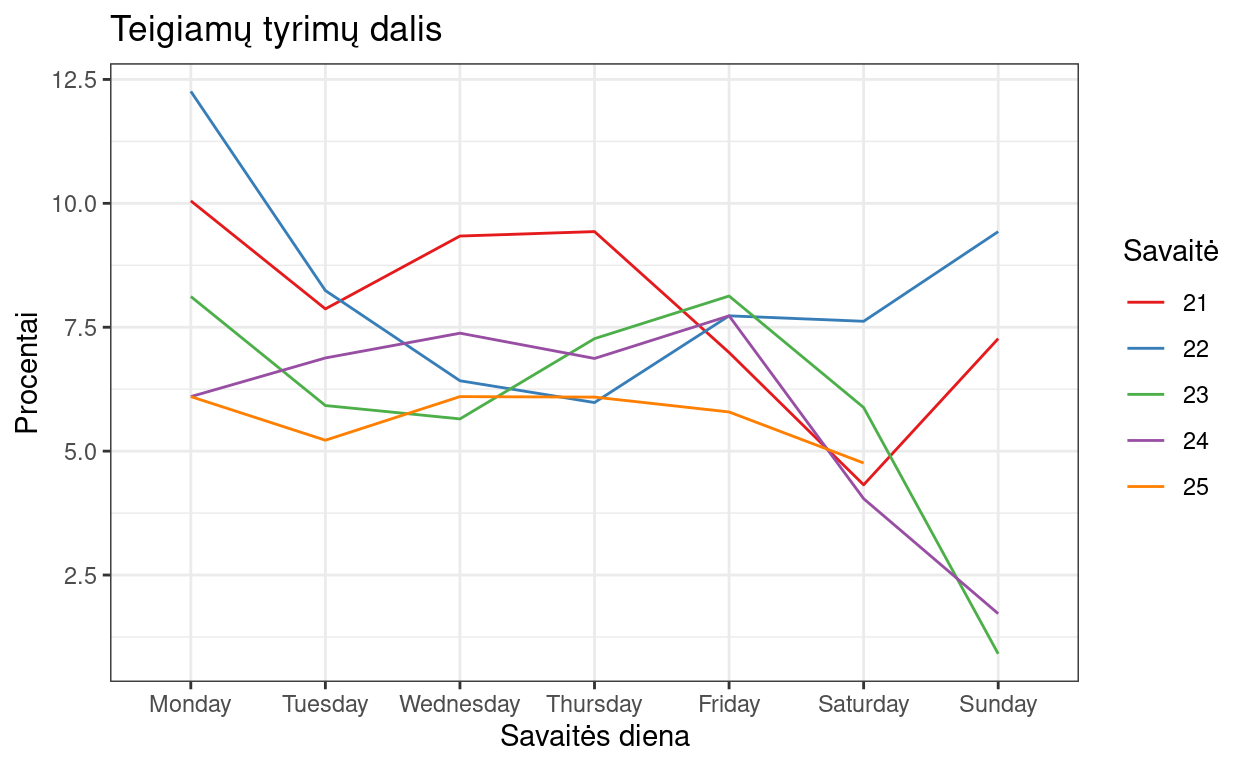 Teigiamų tyrimų dalis
12.5
10.0
7.5
5.0
2.5
Procentai
Monday Tuesday Wednesday Thursday Friday Saturday Sunday
Savaitės diena
Savaitė
21
22
23
24
25